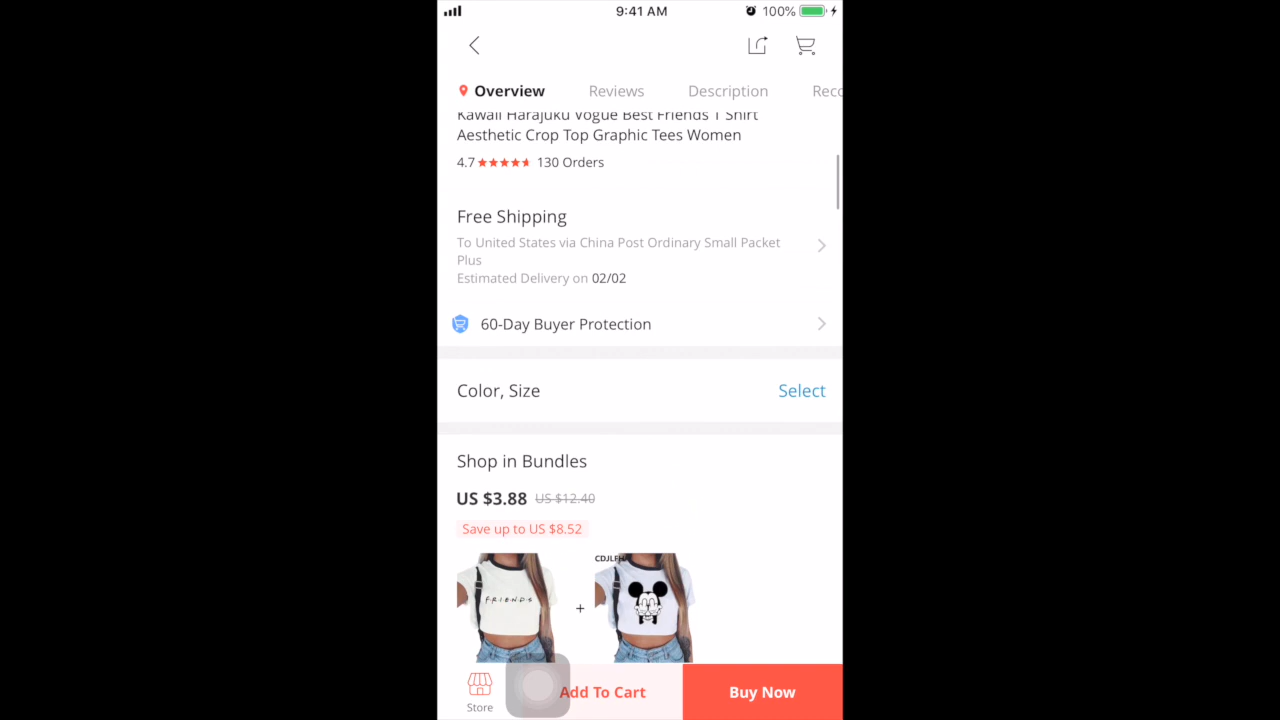 9:41 AM
100%
Overview
Reviews
Description
Reco
Kawaii Harajuku Vogue Best Friends T Shirt
Aesthetic Crop Top Graphic Tees Women
4.7
130 Orders
Free Shipping
To United States via China Post Ordinary Small Packet
Plus
Estimated Delivery on 02/02
60-Day Buyer Protection
Color, Size
Select
Shop in Bundles
US $3.88
US $12.40
Save up to US $8.52
CDJLFH
F·R·I·E·N·D·S
+
Store
Add To Cart
Buy Now